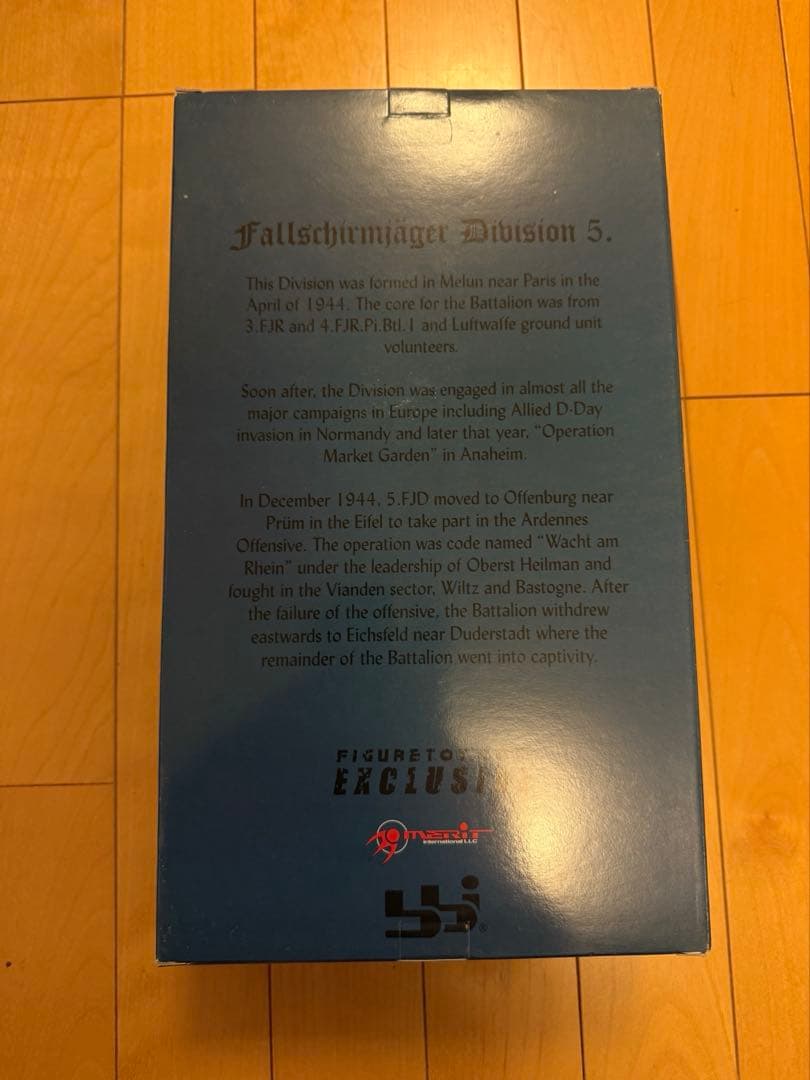 Fallschirmjäger Division 5.
This Division was formed in Melun near Paris in the
April of 1944. The core for the Battalion was from
3.FJR and 4.FJR.Pi.Btl.1 and Luftwaffe ground unit
volunteers.
Soon after, the Division was engaged in almost all the
major campaigns in Europe including Allied D-Day
invasion in Normandy and later that year, “Operation
Market Garden” in Anaheim.
In December 1944, 5.FJD moved to Offenburg near
Prüm in the Eifel to take part in the Ardennes
Offensive. The operation was code named “Wacht am
Rhein” under the leadership of Oberst Heilman and
fought in the Vianden sector, Wiltz and Bastogne. After
the failure of the offensive, the Battalion withdrew
eastwards to Eichsfeld near Duderstadt where the
remainder of the Battalion went into captivity.
MERIT
International LLC
bbi®